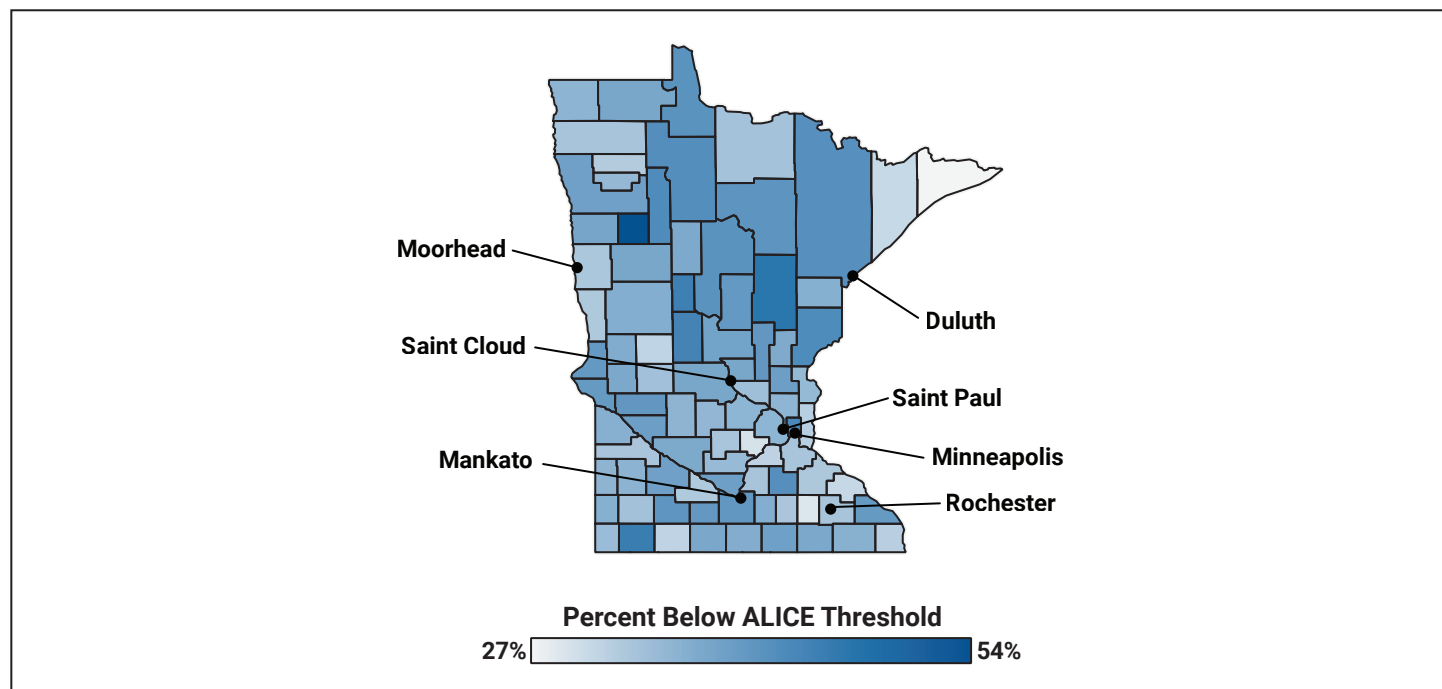 Moorhead
Duluth
Saint Cloud
Saint Paul
Minneapolis
Mankato
Rochester
Percent Below ALICE Threshold
27% 54%